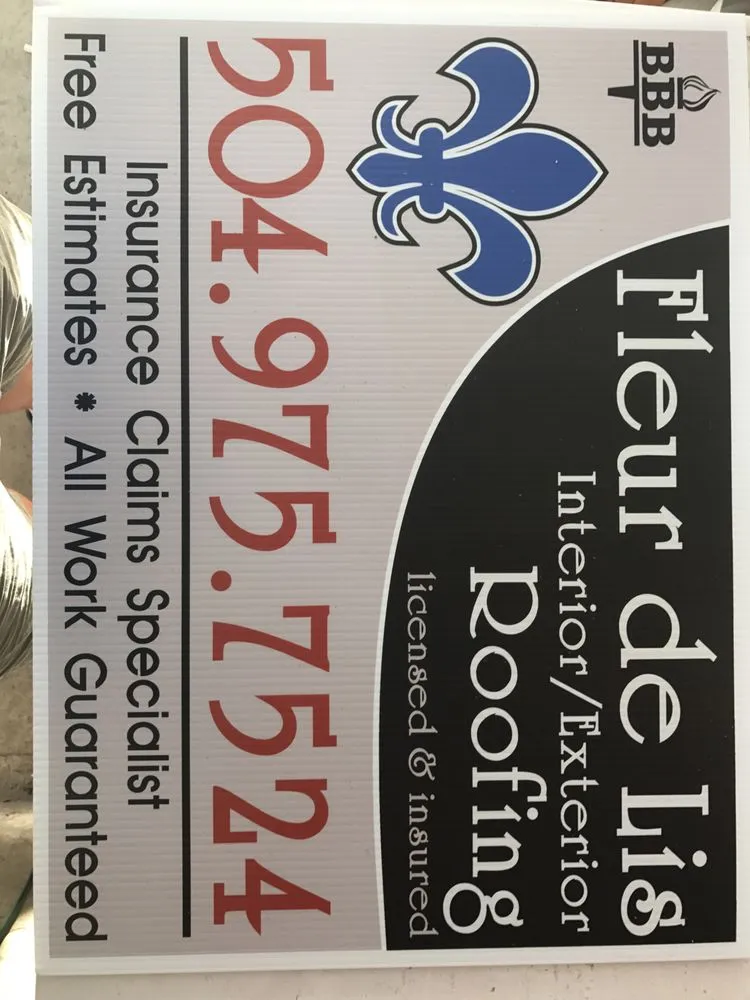 BBB
Fleur de Lis
Interior/Exterior
Roofing
licensed & insured
504.975.7524
Insurance Claims Specialist
Free Estimates * All Work Guaranteed